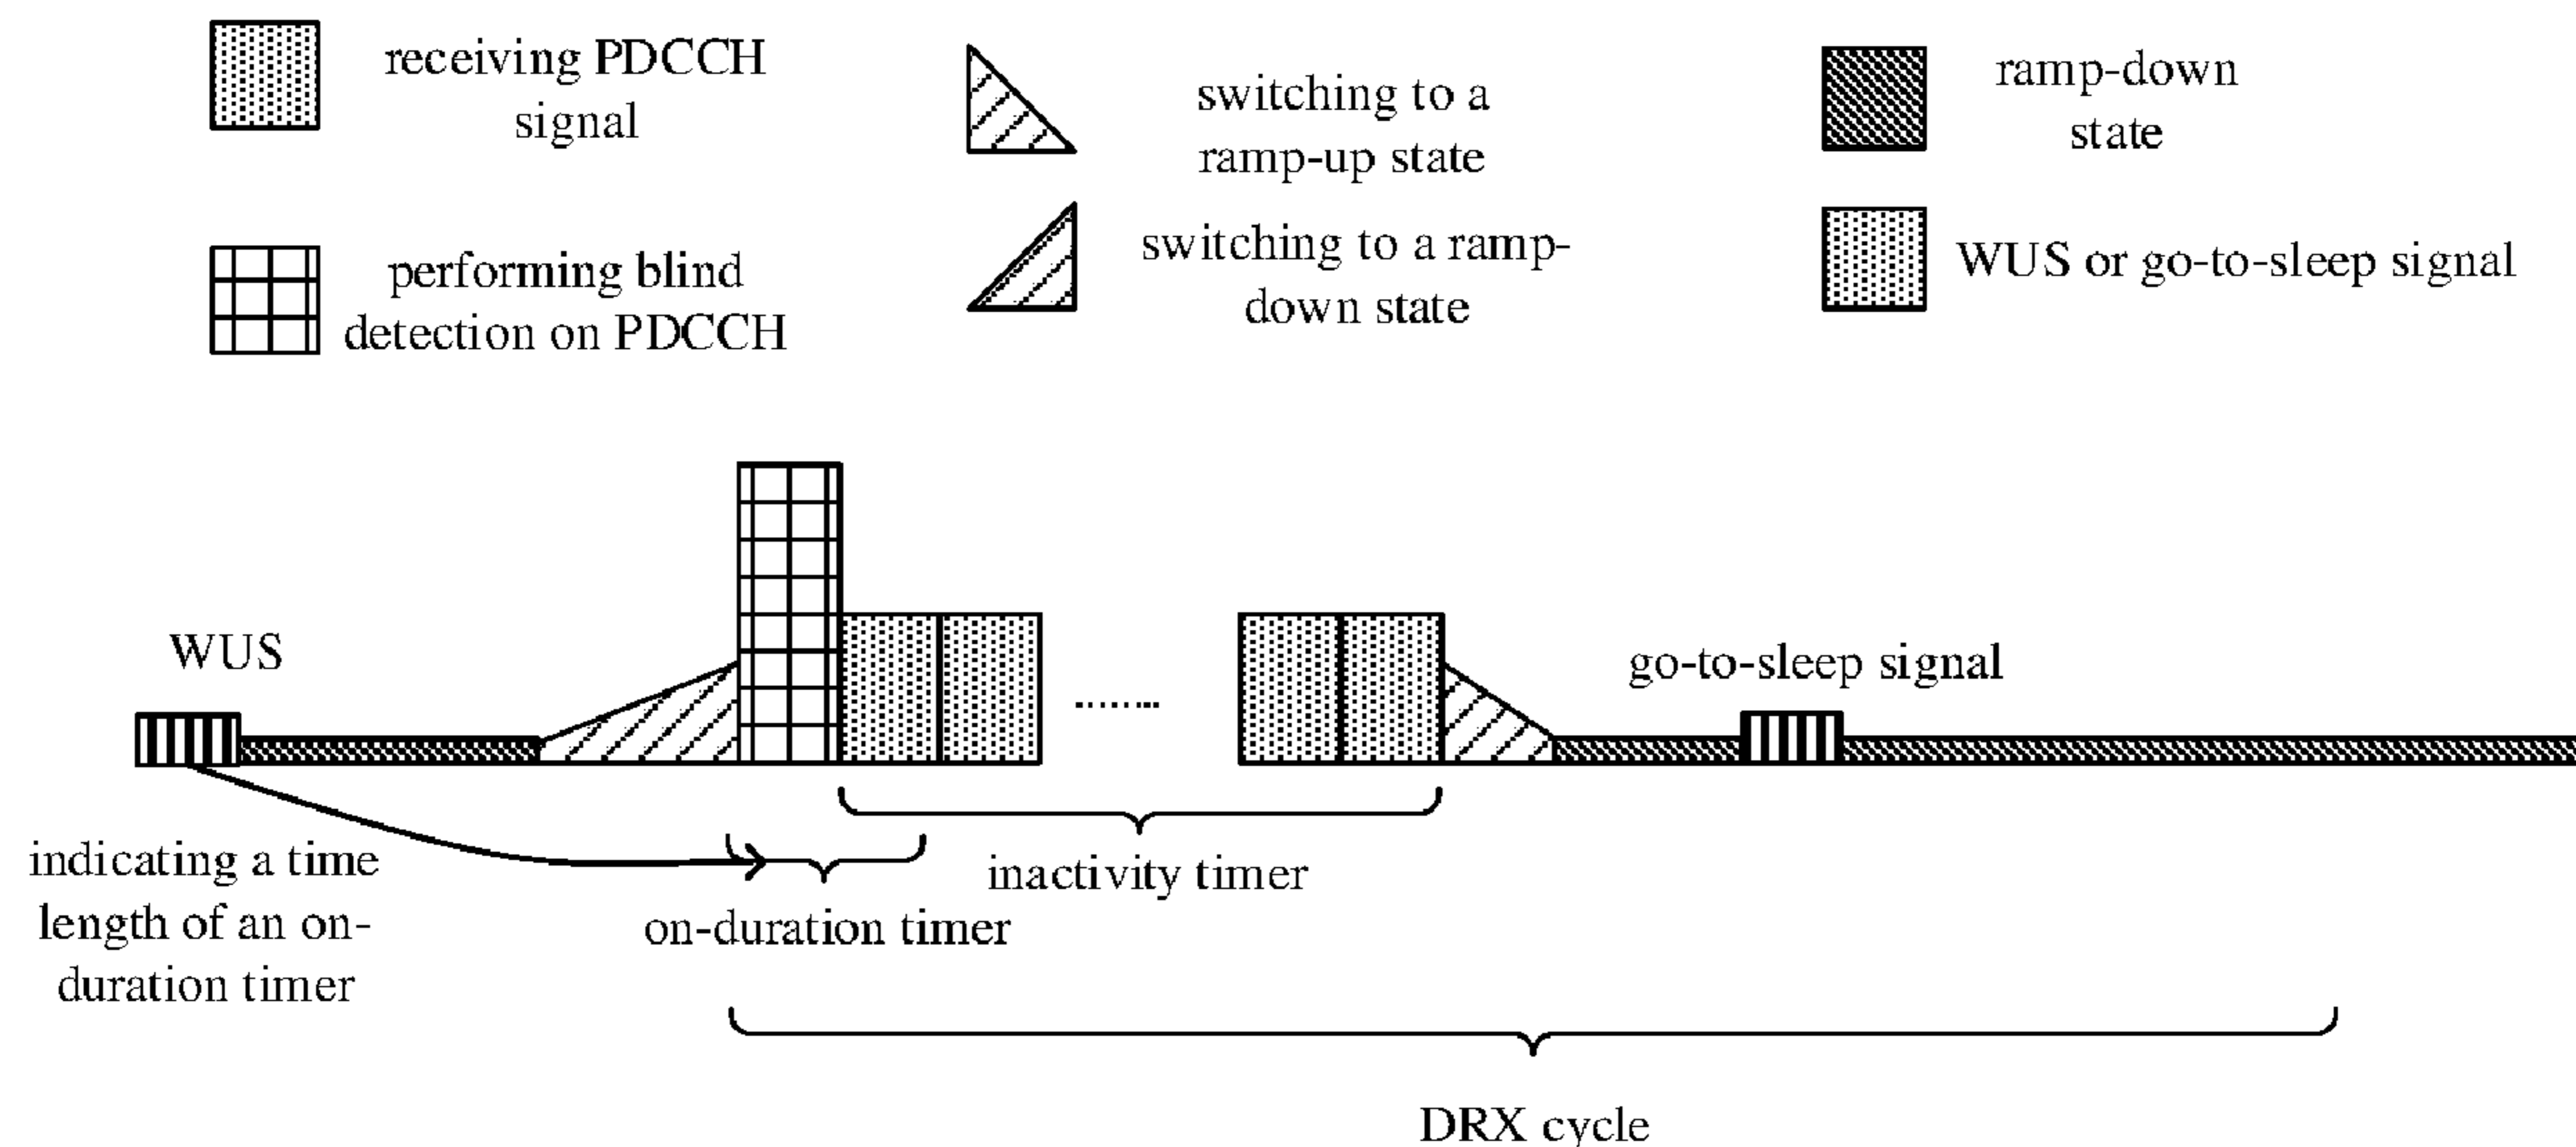 receiving PDCCH
signal
switching to a
ramp-up state
ramp-down
state
performing blind
detection on PDCCH
switching to a ramp-
down state
WUS or go-to-sleep signal
WUS
go-to-sleep signal
indicating a time
length of an on-
duration timer
inactivity timer
on-duration timer
DRX cycle